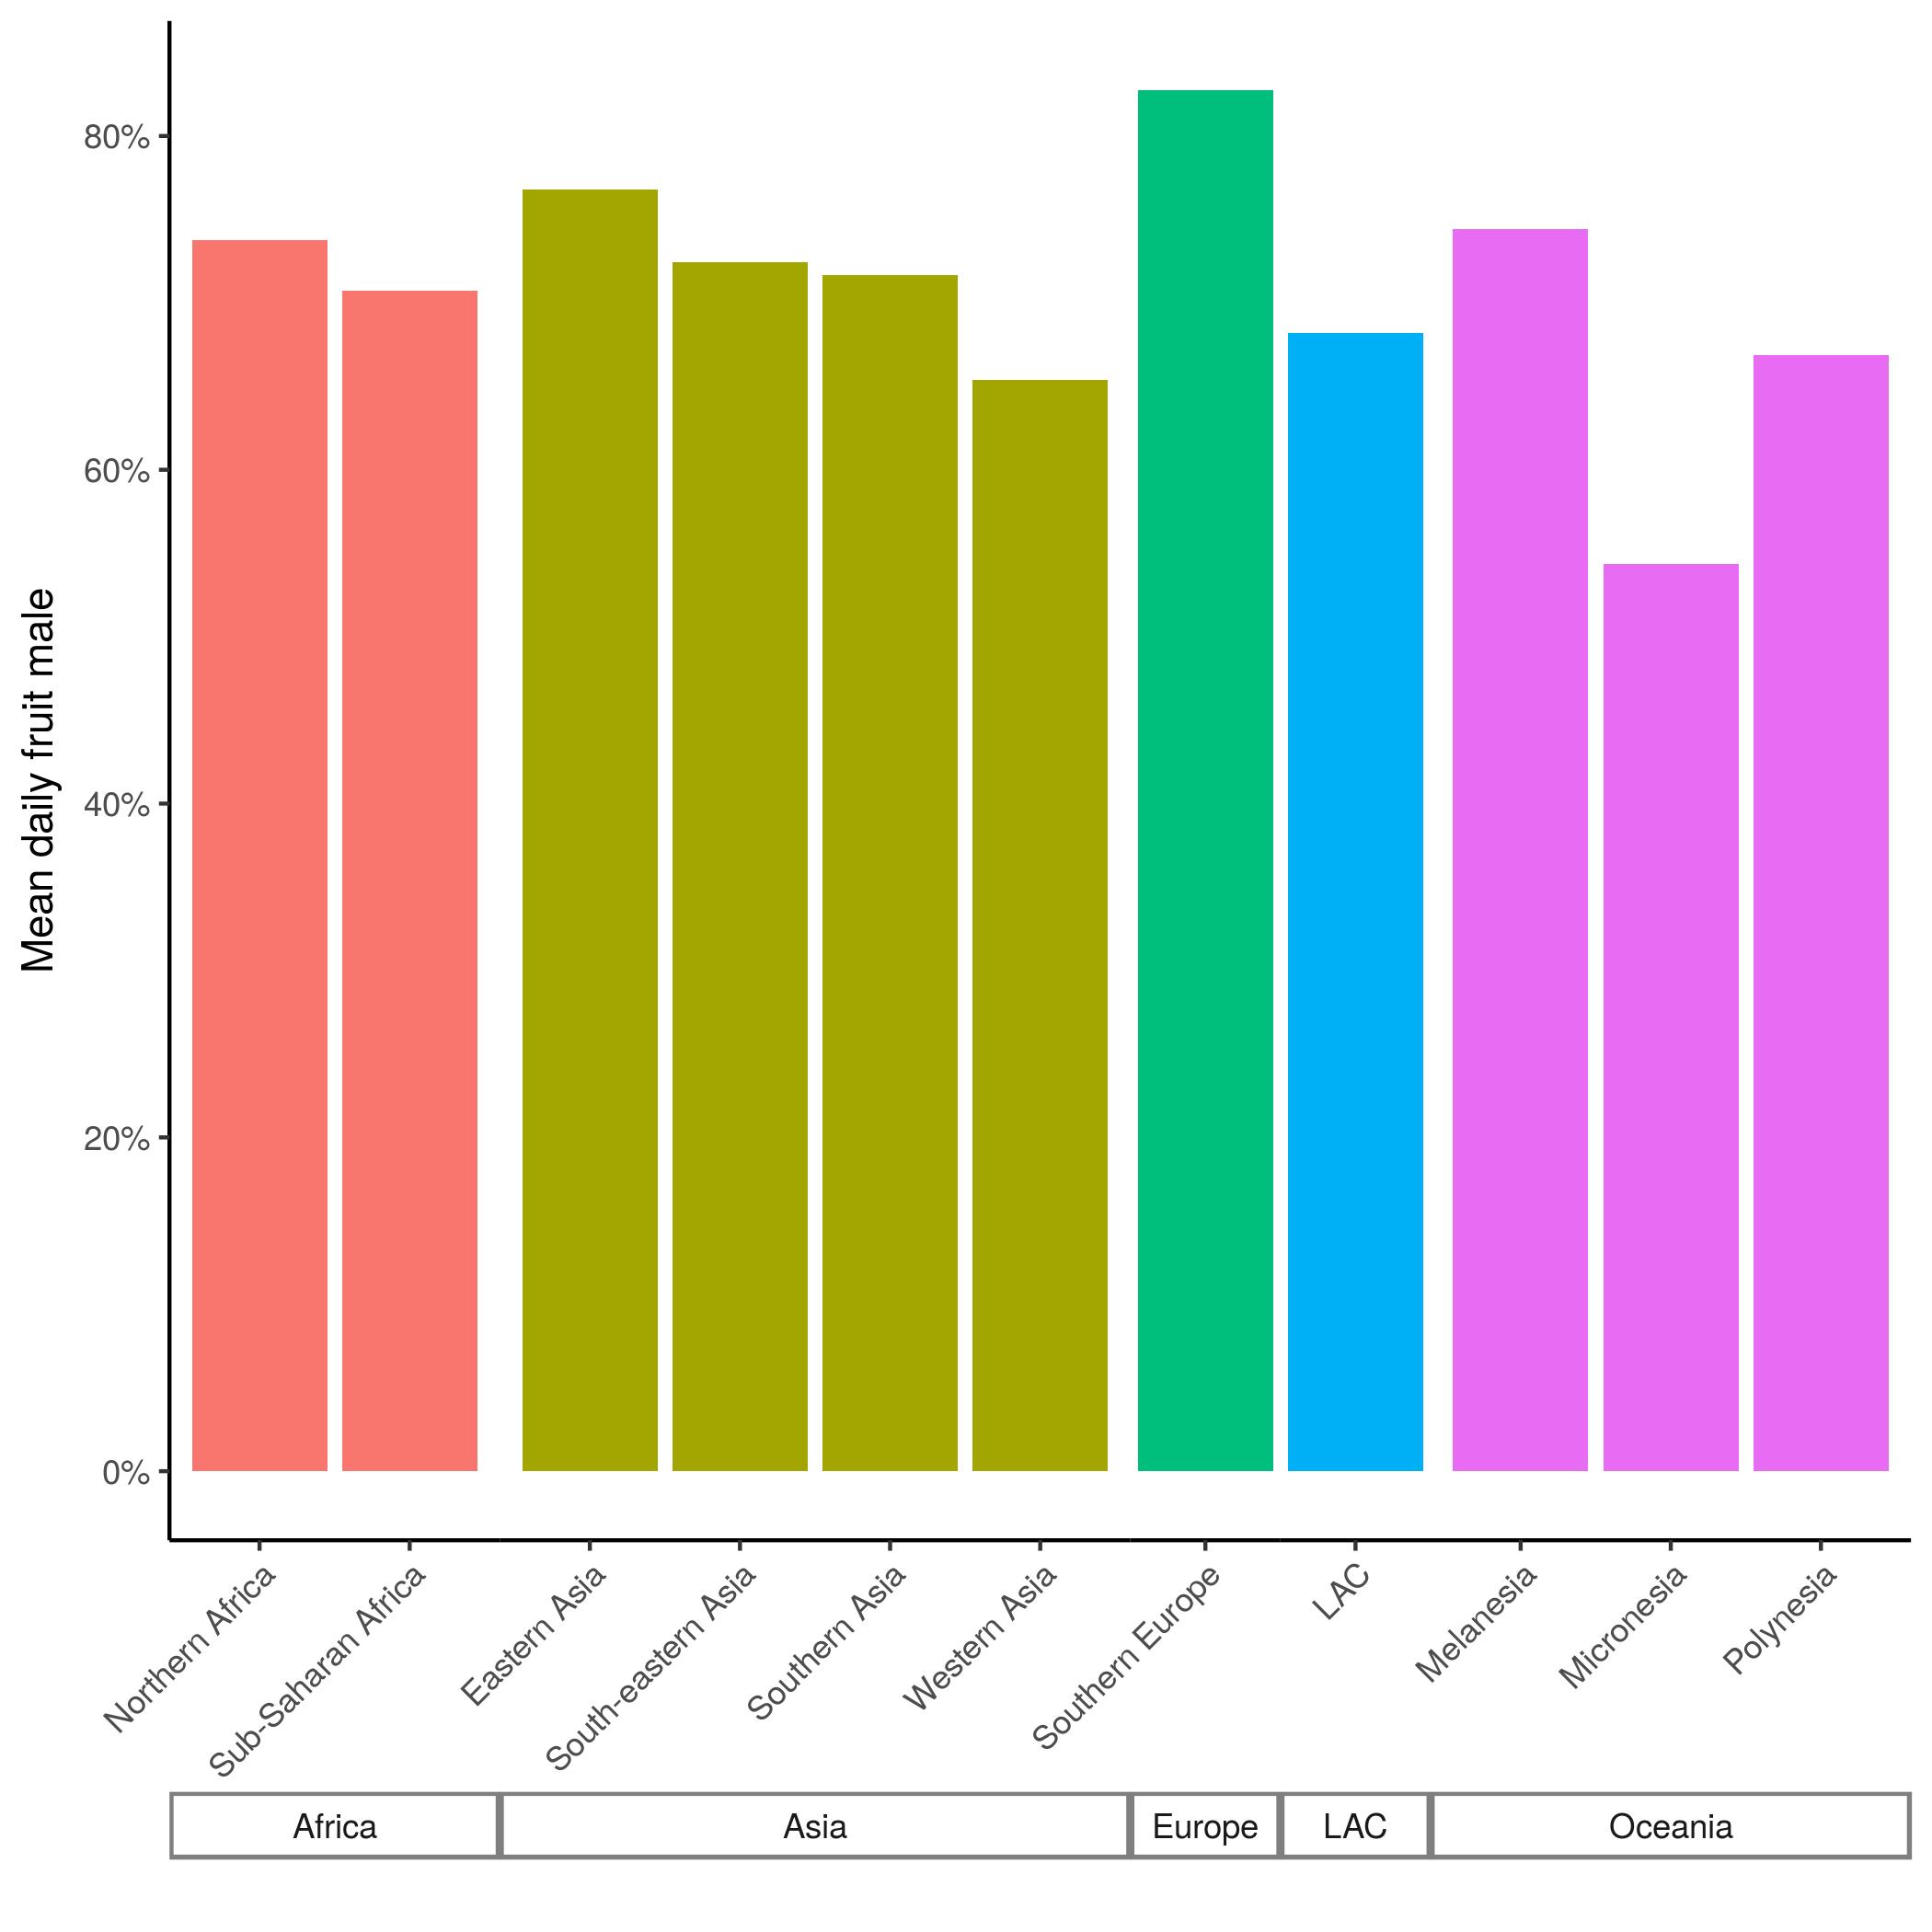 Mean daily fruit male
80%
60%
40%
20%
0%
Northern Africa
Sub-Saharan Africa
Eastern Asia
South-eastern Asia
Southern Asia
Western Asia
Southern Europe
LAC
Melanesia
Micronesia
Polynesia
Africa
Asia
Europe
LAC
Oceania